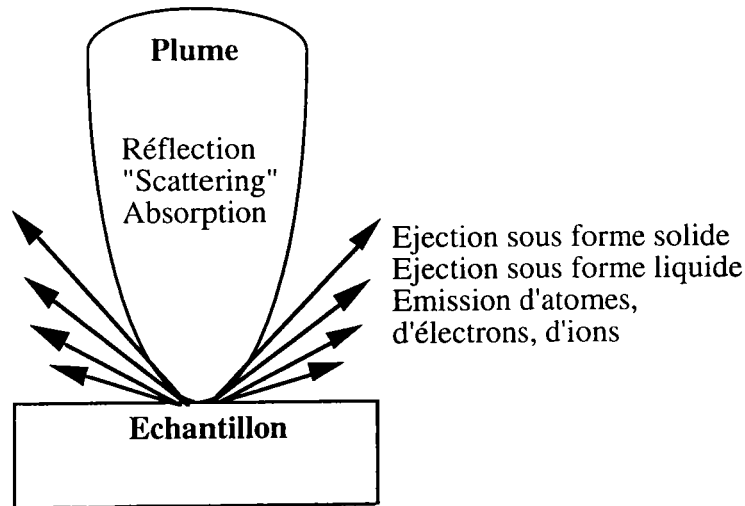 Plume
Réflection
"Scattering"
Absorption
Ejection sous forme solide
Ejection sous forme liquide
Emission d'atomes,
d'électrons, d'ions
Echantillon